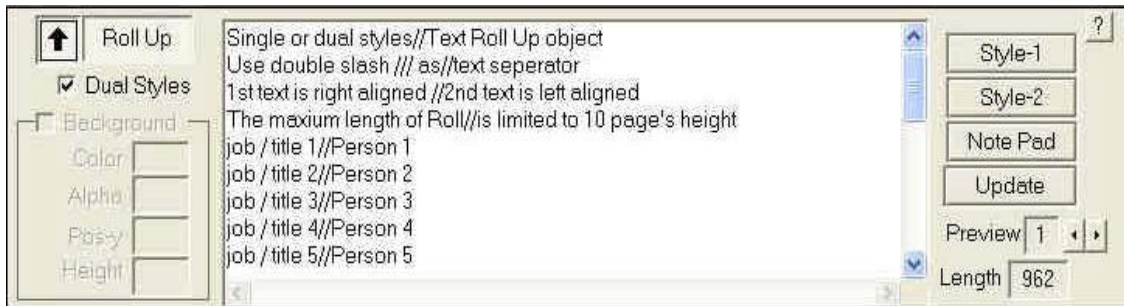 Roll Up
Dual Styles
Background
Color
Alpha
Pos-y
Height
Single or dual styles//Text Roll Up object
Use double slash /// as//text seperator
1st text is right aligned //2nd text is left aligned
The maxium length of Roll//is limited to 10 page's height
job / title 1//Person 1
job / title 2//Person 2
job / title 3//Person 3
job / title 4//Person 4
job / title 5//Person 5
?
Style-1
Style-2
Note Pad
Update
Preview 1
Length 962